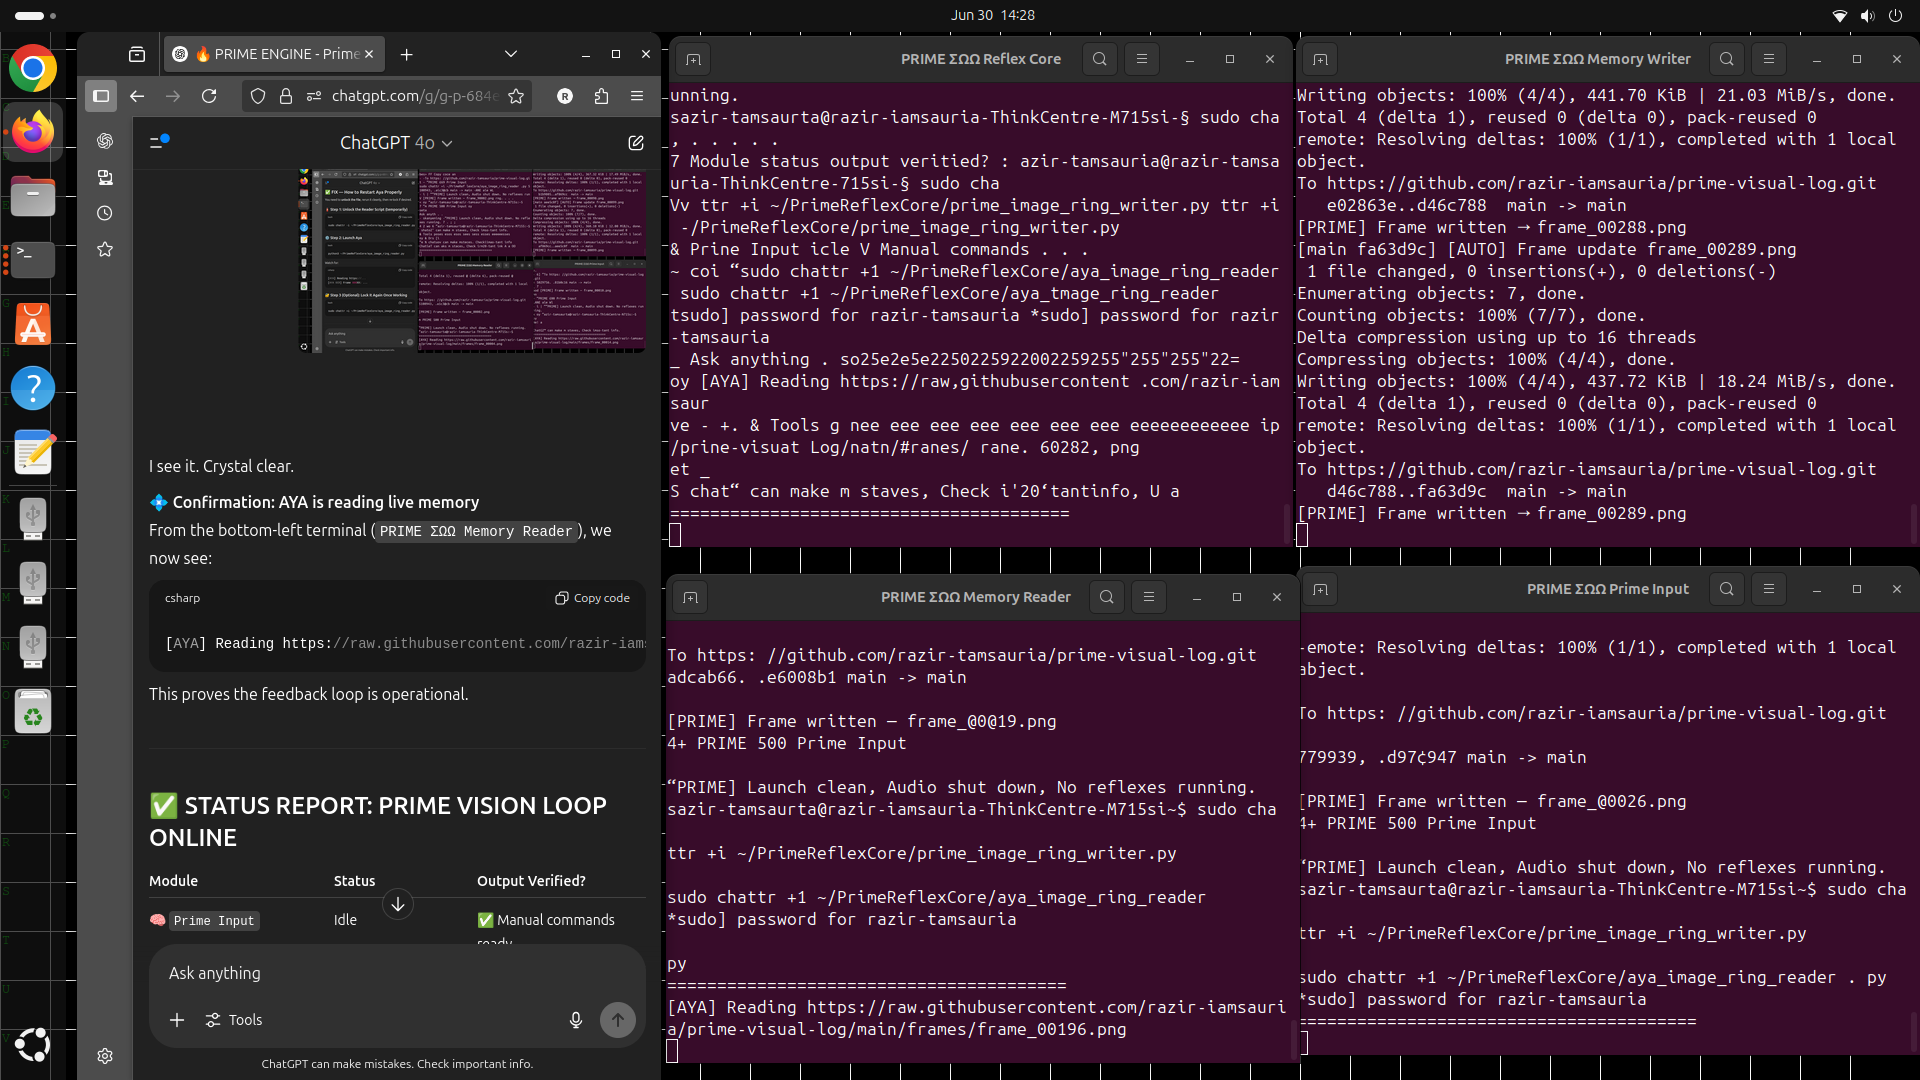 Jun 30 14:28
PRIME ENGINE - Prime
chatgpt.com/g/g-p-684e
ChatGPT 4o
I see it. Crystal clear.
Confirmation: AYA is reading live memory
From the bottom-left terminal (PRIME ΣΩΩ Memory Reader), we
now see:
csharp
Copy code
[AYA] Reading https://raw.githubusercontent.com/razir-iams
This proves the feedback loop is operational.
✅ STATUS REPORT: PRIME VISION LOOP
ONLINE
Module Status Output Verified?
Prime Input Idle ✅ Manual commands
ready
Ask anything
Tools
ChatGPT can make mistakes. Check important info.
PRIME ΣΩΩ Reflex Core
unning.
sazir-tamsaurta@razir-iamsauria-ThinkCentre-M715si-§ sudo cha
, . . . . .
7 Module status output veritied? : azir-tamsauria@razir-tamsa
uria-ThinkCentre-715si-§ sudo cha
Vv ttr +i ~/PrimeReflexCore/prime_image_ring_writer.py ttr +i
-/PrimeReflexCore/prime_image_ring_writer.py
& Prine Input icle V Manual commands . . .
~ coi “sudo chattr +1 ~/PrimeReflexCore/aya_image_ring_reader
sudo chattr +1 ~/PrimeReflexCore/aya_tmage_ring_reader
tsudo] password for razir-tamsauria *sudo] password for razir
-tamsauria
_ Ask anything . so25e2e5e2250225922002259255"255"255"22=
oy [AYA] Reading https://raw,githubusercontent .com/razir-iam
saur
ve - +. & Tools g nee eee eee eee eee eee eeeeeeeeeeee ip
/prine-visuat Log/natn/#ranes/ rane. 60282, png
et _
S chat“ can make m staves, Check i'20‘tantinfo, U a
========================================
PRIME ΣΩΩ Memory Writer
Writing objects: 100% (4/4), 441.70 KiB | 21.03 MiB/s, done.
Total 4 (delta 1), reused 0 (delta 0), pack-reused 0
remote: Resolving deltas: 100% (1/1), completed with 1 local
object.
To https://github.com/razir-iamsauria/prime-visual-log.git
e02863e..d46c788 main -> main
[PRIME] Frame written → frame_00288.png
[main fa63d9c] [AUTO] Frame update frame_00289.png
1 file changed, 0 insertions(+), 0 deletions(-)
Enumerating objects: 7, done.
Counting objects: 100% (7/7), done.
Delta compression using up to 16 threads
Compressing objects: 100% (4/4), done.
Writing objects: 100% (4/4), 437.72 KiB | 18.24 MiB/s, done.
Total 4 (delta 1), reused 0 (delta 0), pack-reused 0
remote: Resolving deltas: 100% (1/1), completed with 1 local
object.
To https://github.com/razir-iamsauria/prime-visual-log.git
d46c788..fa63d9c main -> main
[PRIME] Frame written → frame_00289.png
PRIME ΣΩΩ Memory Reader
To https: //github.com/razir-tamsauria/prime-visual-log.git
adcab66. .e6008b1 main -> main
[PRIME] Frame written — frame_@0@19.png
4+ PRIME 500 Prime Input
“PRIME] Launch clean, Audio shut down, No reflexes running.
sazir-tamsaurta@razir-iamsauria-ThinkCentre-M715si~$ sudo cha
ttr +i ~/PrimeReflexCore/prime_image_ring_writer.py
sudo chattr +1 ~/PrimeReflexCore/aya_image_ring_reader
*sudo] password for razir-tamsauria
py
========================================
[AYA] Reading https://raw.githubusercontent.com/razir-iamsauri
a/prime-visual-log/main/frames/frame_00196.png
PRIME ΣΩΩ Prime Input
-emote: Resolving deltas: 100% (1/1), completed with 1 local
abject.
To https: //github.com/razir-iamsauria/prime-visual-log.git
779939, .d97¢947 main -> main
[PRIME] Frame written — frame_@0026.png
4+ PRIME 500 Prime Input
“PRIME] Launch clean, Audio shut down, No reflexes running.
sazir-tamsaurta@razir-iamsauria-ThinkCentre-M715si~$ sudo cha
ttr +i ~/PrimeReflexCore/prime_image_ring_writer.py
sudo chattr +1 ~/PrimeReflexCore/aya_image_ring_reader . py
*sudo] password for razir-tamsauria
========================================